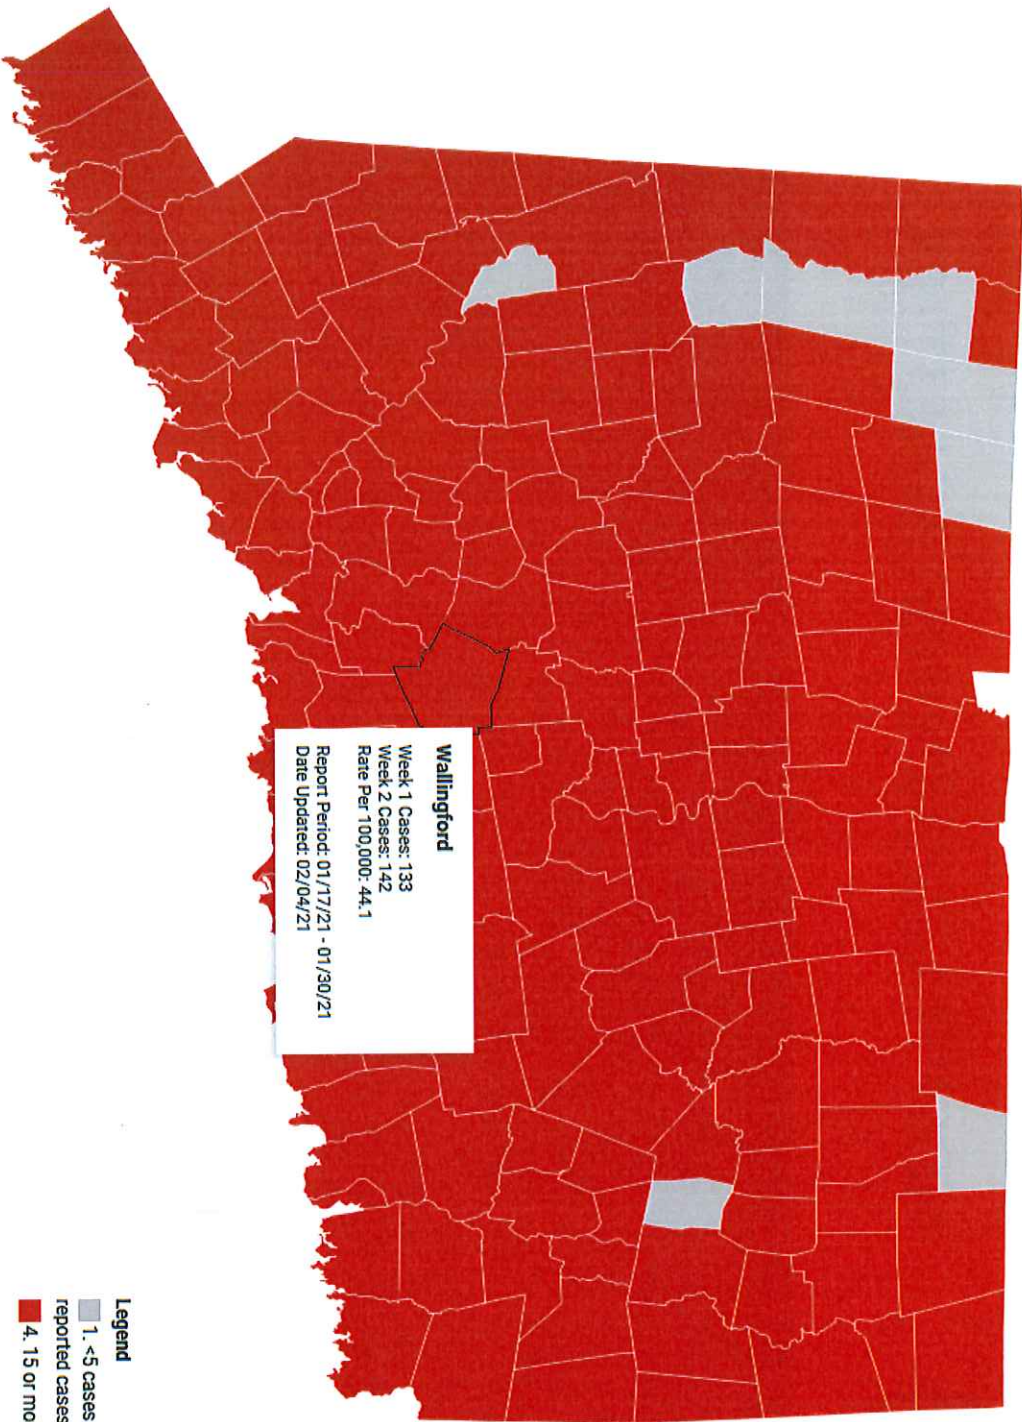 Wallingford
Week 1 Cases: 133
Week 2 Cases: 142
Rate Per 100,000: 44.1
Report Period: 01/17/21 - 01/30/21
Date Updated: 02/04/21
Legend
1. <5 cases
reported cases
4. 15 or mo